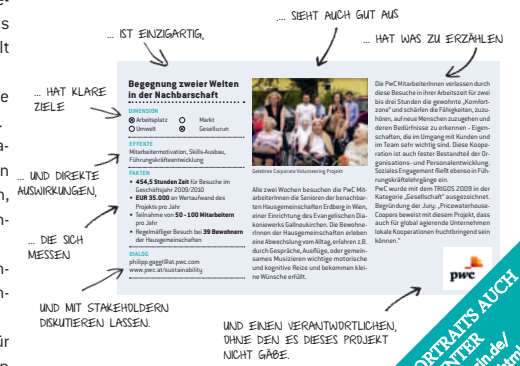 ... IST EINZIGARTIG,
.... SIEHT AUCH GUT AUS
... HAT WAS ZU ERZÄHLEN
... HAT KLARE
ZIELE
... UND DIREKTE
AUSWIRKUNGEN,
... DIE SICH
MESSEN
UND MIT STAKEHOLDERN
DISKUTIEREN LASSEN.
UND EINEN VERANTWORTLICHEN,
OHNE DEN ES DIESES PROJEKT
NICHT GÄBE.
Begegnung zweier Welten
in der Nachbarschaft
DIMENSION
Arbeitsplatz Markt
Umwelt Gesellschaft
EFFEKTE
Mitarbeitermotivation, Skills-Ausbau,
Führungskräfteentwicklung
FAKTEN
• 454,5 Stunden Zeit für Besuche im
Geschäftsjahr 2009/2010
• EUR 35.000 an Wertaufwand des
Projekts pro Jahr
• Teilnahme von 50 - 100 Mitarbeitern
pro Jahr
• Regelmäßiger Besuch bei 39 Bewohnern
der Hausgemeinschaften
DIALOG
philipp.gaggl@at.pwc.com
www.pwc.at/sustainability
Gelebtes Corporate Volunteering Projekt
Alle zwei Wochen besuchen die PwC Mit-
arbeiterInnen die Senioren der benachbar-
ten Hausgemeinschaften Erdberg in Wien,
einer Einrichtung des Evangelischen Dia-
koniewerks Gallneukirchen. Die Bewohne-
rInnen der Hausgemeinschaften erleben
eine Abwechslung vom Alltag, erfahren z.B.
durch Gespräche, Ausflüge, oder gemein-
sames Musizieren wichtige motorische
und kognitive Reize und bekommen klei-
ne Wünsche erfüllt.
Die PwC MitarbeiterInnen verlassen durch
diese Besuche in ihrer Arbeitszeit für zwei
bis drei Stunden die gewohnte „Komfort-
zone" und schärfen die Fähigkeiten, zuzu-
hören, auf neue Menschen zuzugehen und
deren Bedürfnisse zu erkennen - Eigen-
schaften, die im Umgang mit Kunden und
im Team sehr wichtig sind. Diese Koope-
ration ist auch fester Bestandteil der Or-
ganisations- und Personalentwicklung.
Soziales Engagement fließt ebenso in Füh-
rungskräftelehrgänge ein.
PwC wurde mit dem TRIGOS 2009 in der
Kategorie „Gesellschaft" ausgezeichnet.
Begründung der Jury: „Pricewaterhouse-
Coopers beweist mit diesem Projekt, dass
auch für global agierende Unternehmen
lokale Kooperationen fruchtbringend sein
können."
pwc
PORTRAITS AUCH